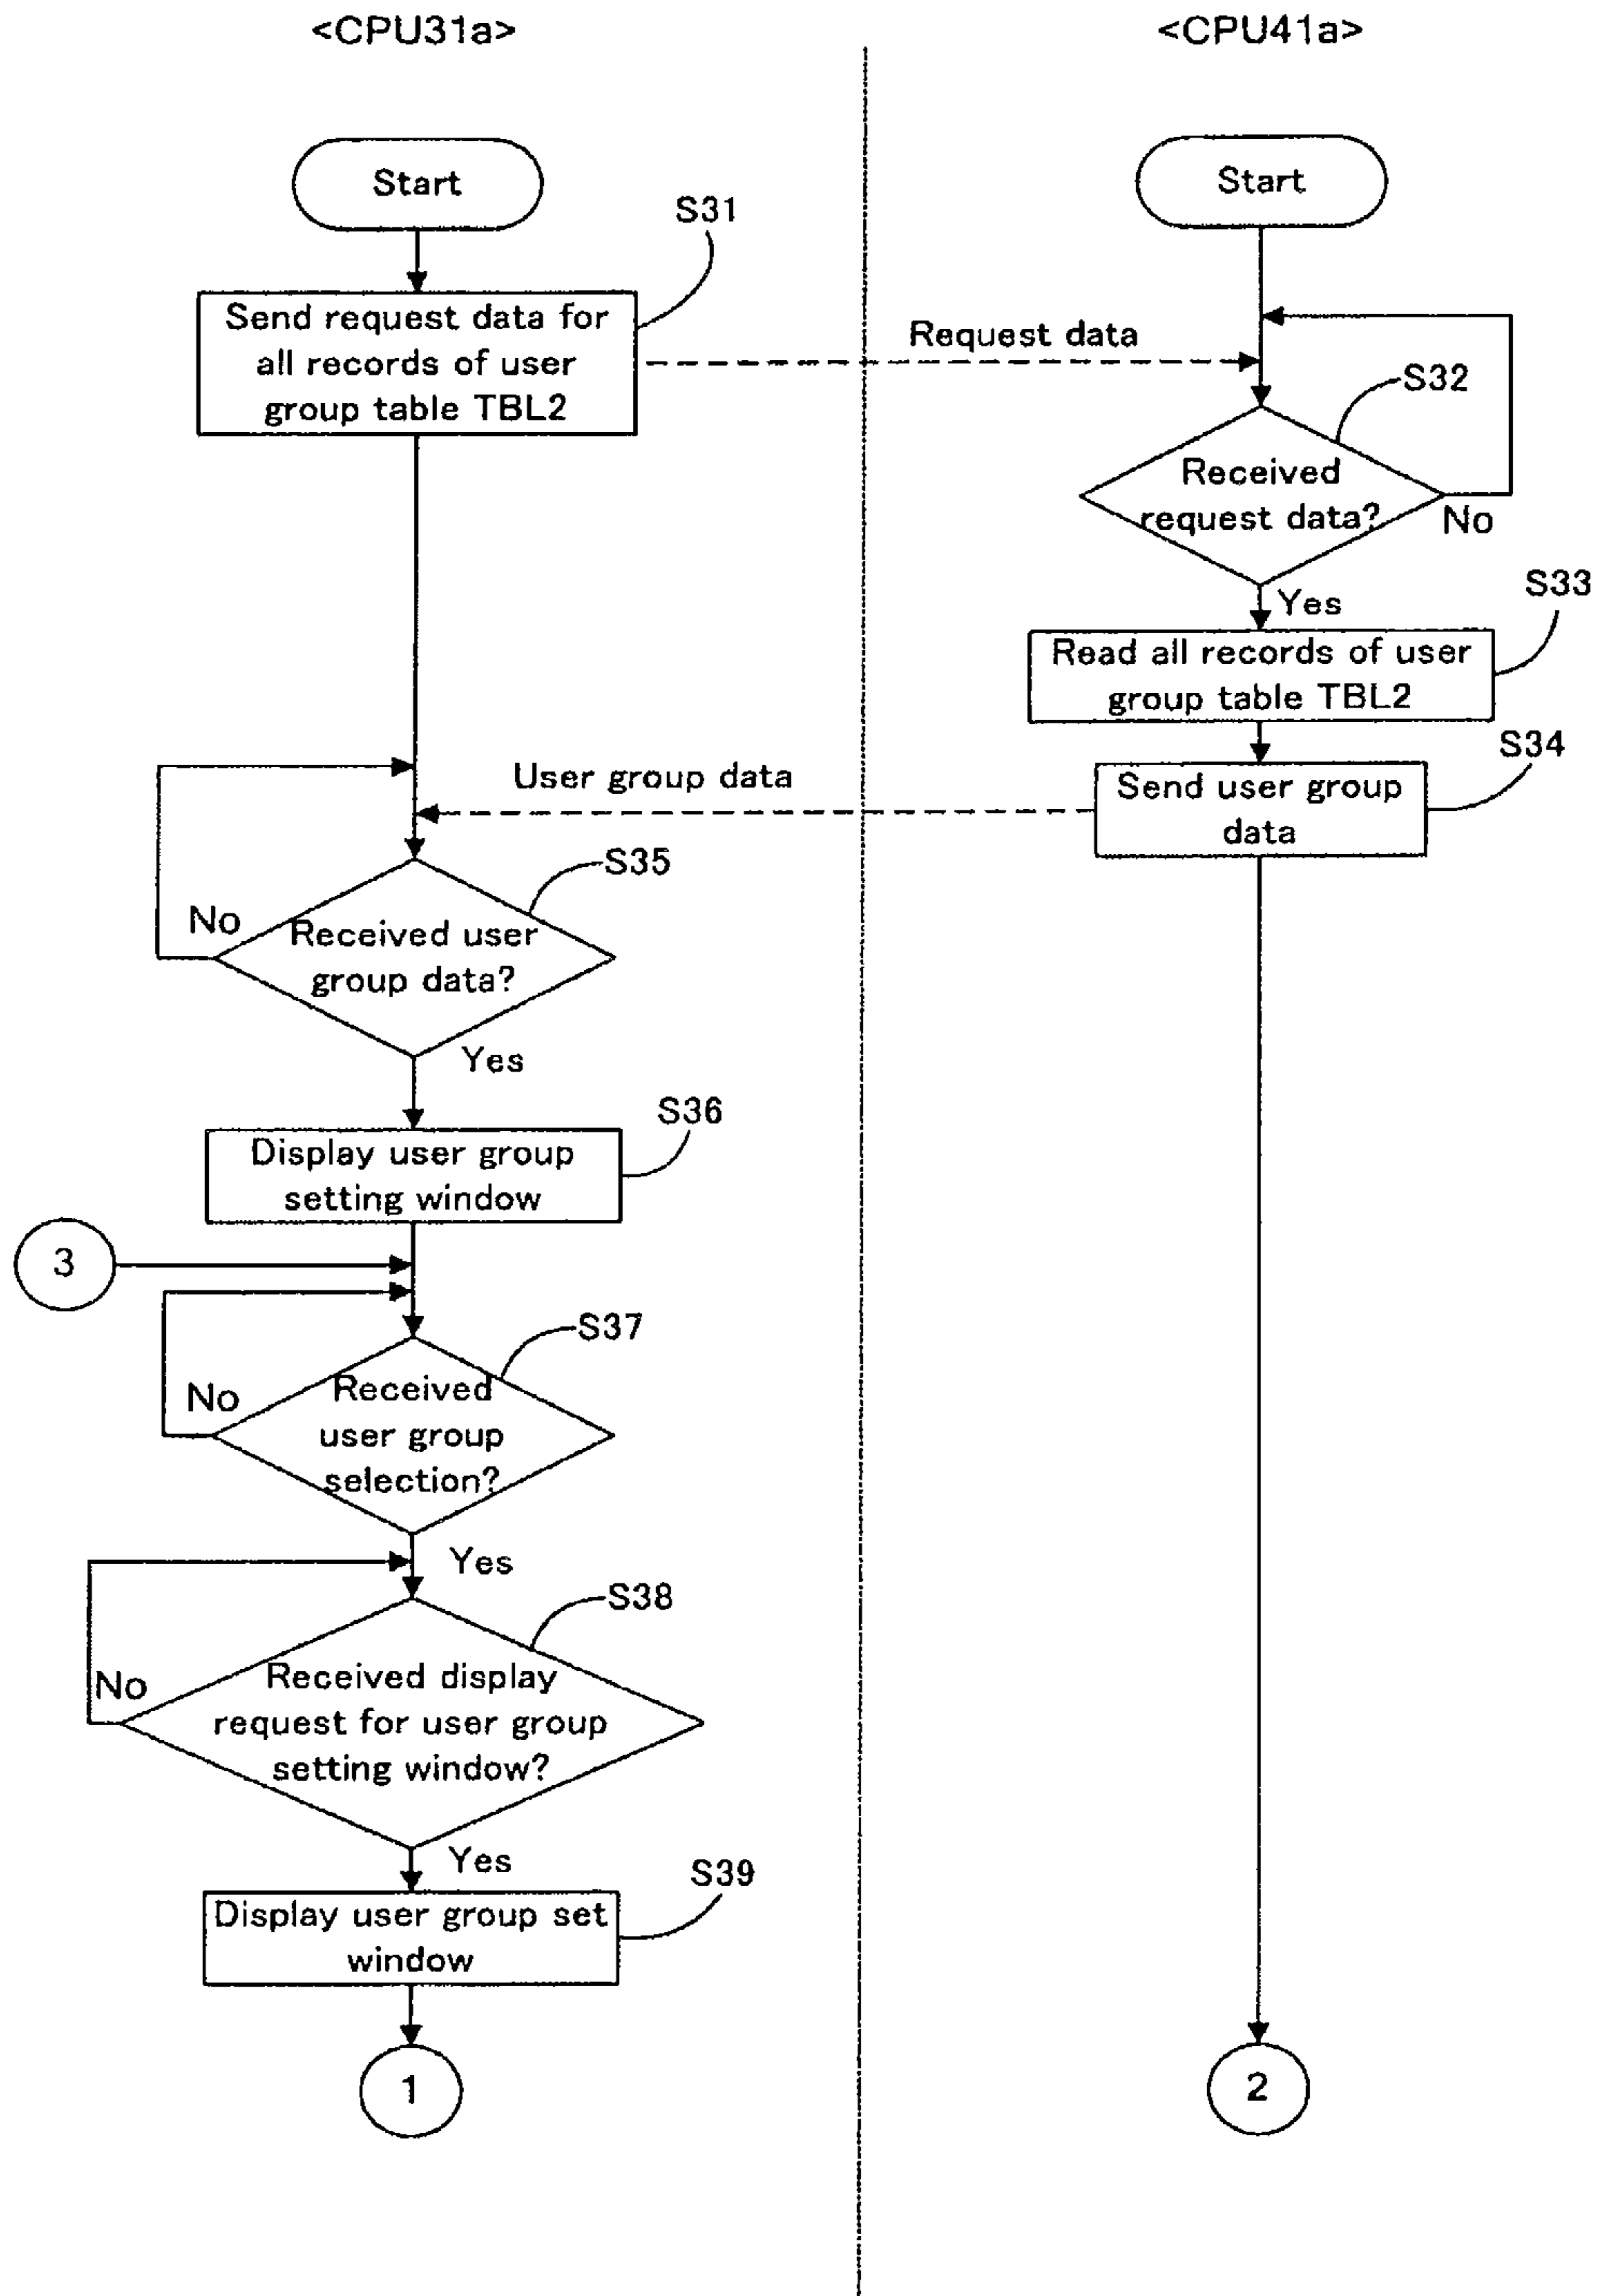 <CPU31a>
<CPU41a>
Start
Start
S31
Send request data for
all records of user
group table TBL2
Request data
S32
Received
request data?
No
Yes
S33
Read all records of user
group table TBL2
S34
Send user group
data
User group data
S35
No
Received user
group data?
Yes
S36
Display user group
setting window
3
S37
No
Received
user group
selection?
Yes
S38
No
Received display
request for user group
setting window?
Yes
S39
Display user group set
window
1
2